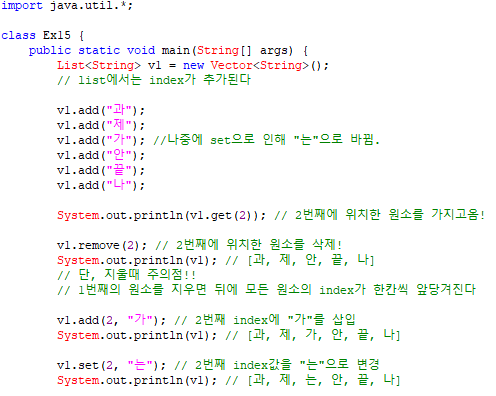 import java.util.*;
class Ex15 {
public static void main(String[] args) {
List<String> v1 = new Vector<String>();
// list에서는 index가 추가된다
v1.add("과");
v1.add("제");
v1.add("가"); //나중에 set으로 인해 "는"으로 바뀜.
v1.add("안");
v1.add("끝");
v1.add("나");
System.out.println(v1.get(2)); // 2번째에 위치한 원소를 가지고옴!
v1.remove(2); // 2번째에 위치한 원소를 삭제!
System.out.println(v1); // [과, 제, 안, 끝, 나]
// 단, 지울때 주의점!!
// 1번째의 원소를 지우면 뒤에 모든 원소의 index가 한칸씩 앞당겨진다
v1.add(2, "가"); // 2번째 index에 "가"를 삽입
System.out.println(v1); // [과, 제, 가, 안, 끝, 나]
v1.set(2, "는"); // 2번째 index값을 "는"으로 변경
System.out.println(v1); // [과, 제, 는, 안, 끝, 나]